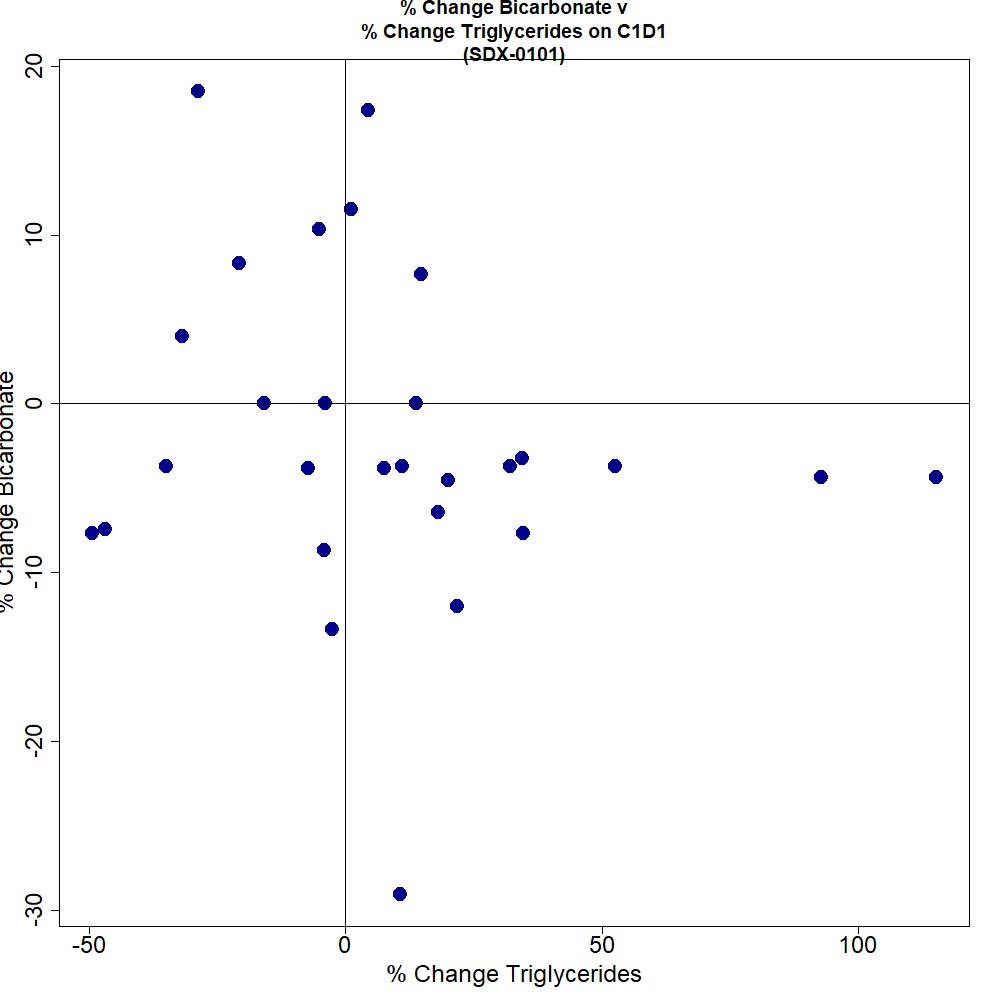 % Change Bicarbonate v
% Change Triglycerides on C1D1
(SDX-0101)
20
10
0
-10
-20
-30
% Change Bicarbonate
-50
0
50
100
% Change Triglycerides